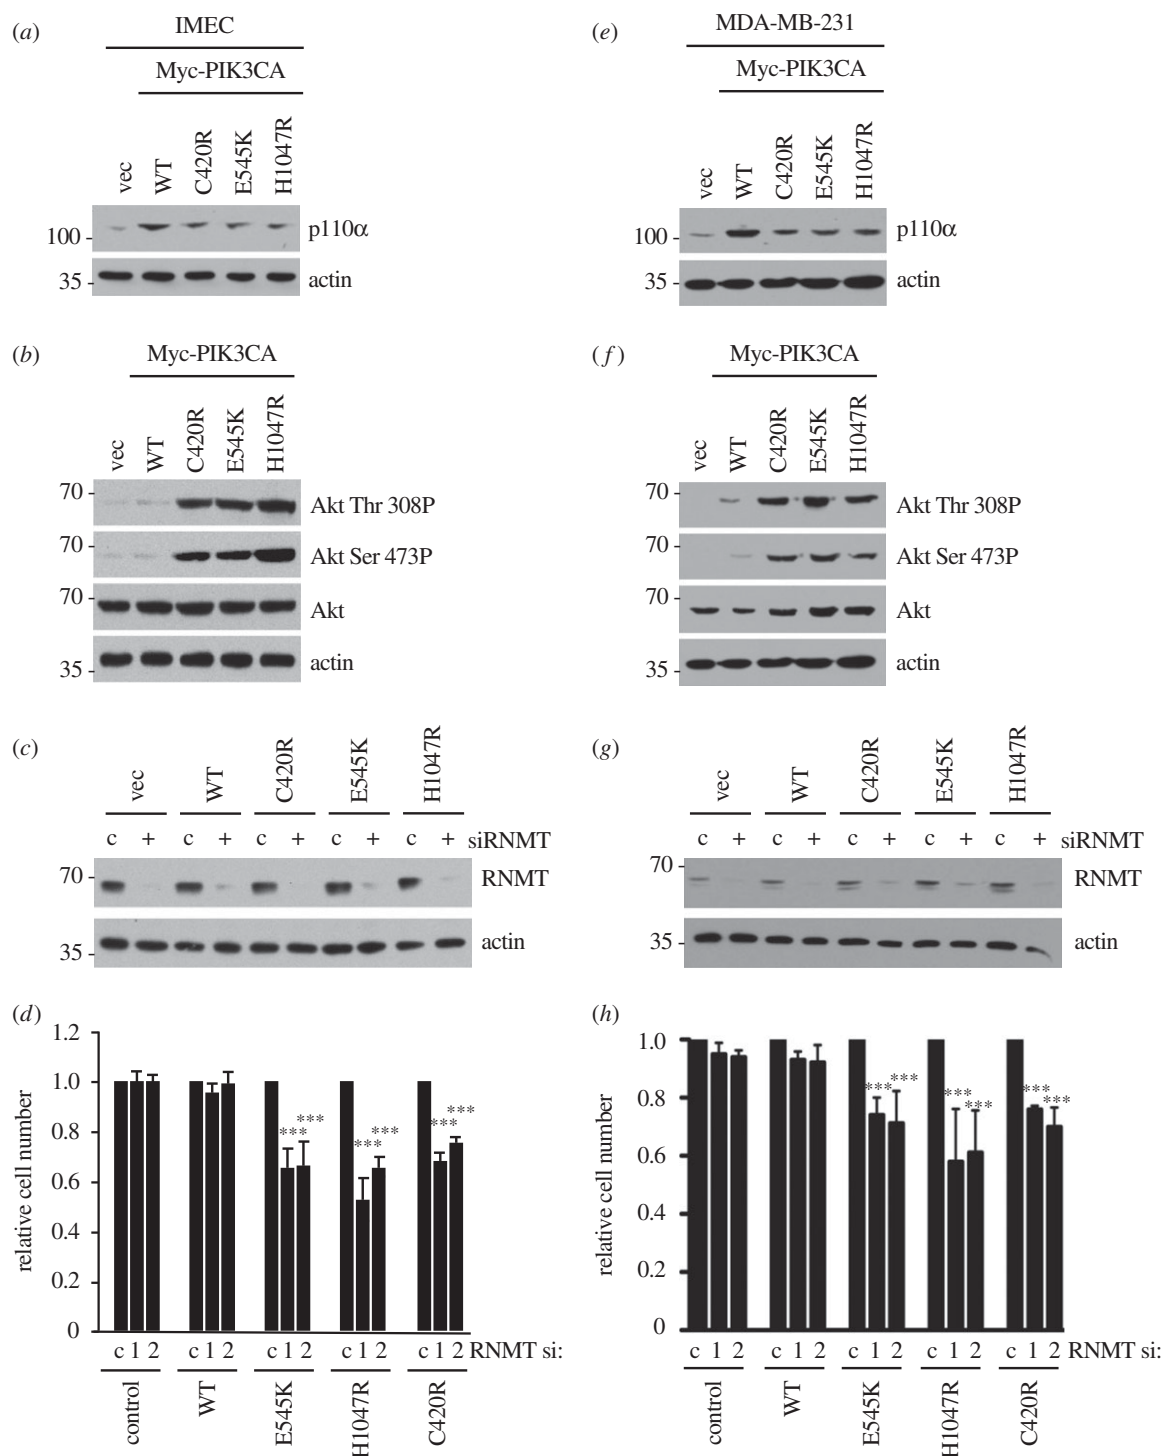 (a)
IMEC
Myc-PIK3CA
vec
WT
C420R
E545K
H1047R
100
p110α
35
actin
(b)
Myc-PIK3CA
vec
WT
C420R
E545K
H1047R
70
Akt Thr 308P
70
Akt Ser 473P
70
Akt
35
actin
(c)
vec
WT
C420R
E545K
H1047R
c + c + c + c + c + siRNMT
70
RNMT
35
actin
(d)
1.2
1.0
0.8
0.6
0.4
0.2
0
relative cell number
*** ***
*** ***
*** ***
c 1 2 c 1 2 c 1 2 c 1 2 c 1 2 RNMT si:
control
WT
E545K
H1047R
C420R
(e)
MDA-MB-231
Myc-PIK3CA
vec
WT
C420R
E545K
H1047R
100
p110α
35
actin
(f)
Myc-PIK3CA
vec
WT
C420R
E545K
H1047R
70
Akt Thr 308P
70
Akt Ser 473P
70
Akt
35
actin
(g)
vec
WT
C420R
E545K
H1047R
c + c + c + c + c + siRNMT
70
RNMT
35
actin
(h)
1.0
0.8
0.6
0.4
0.2
0
relative cell number
*** ***
*** ***
*** ***
c 1 2 c 1 2 c 1 2 c 1 2 c 1 2 RNMT si:
control
WT
E545K
H1047R
C420R